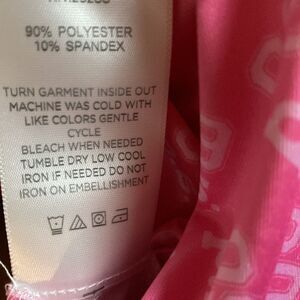 90% POLYESTER
10% SPANDEX
TURN GARMENT INSIDE OUT
MACHINE WAS COLD WITH
LIKE COLORS GENTLE
CYCLE
BLEACH WHEN NEEDED
TUMBLE DRY LOW COOL
IRON IF NEEDED DO NOT
IRON ON EMBELLISHMENT